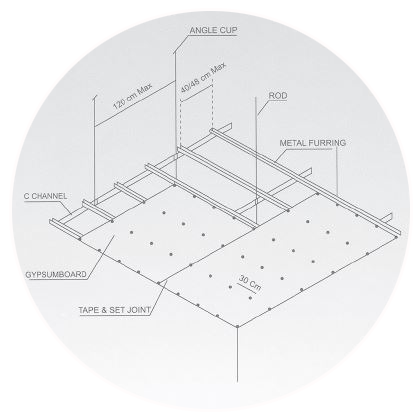 ANGLE CUP
120 cm Max
40/48 cm Max
ROD
METAL FURRING
C CHANNEL
GYPSUMBOARD
30 Cm
TAPE & SET JOINT